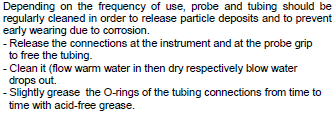 Depending on the frequency of use, probe and tubing should be
regularly cleaned in order to release particle deposits and to prevent
early wearing due to corrosion.
- Release the connections at the instrument and at the probe grip
to free the tubing.
- Clean it (flow warm water in then dry respectively blow water
drops out.
- Slightly grease the O-rings of the tubing connections from time to
time with acid-free grease.